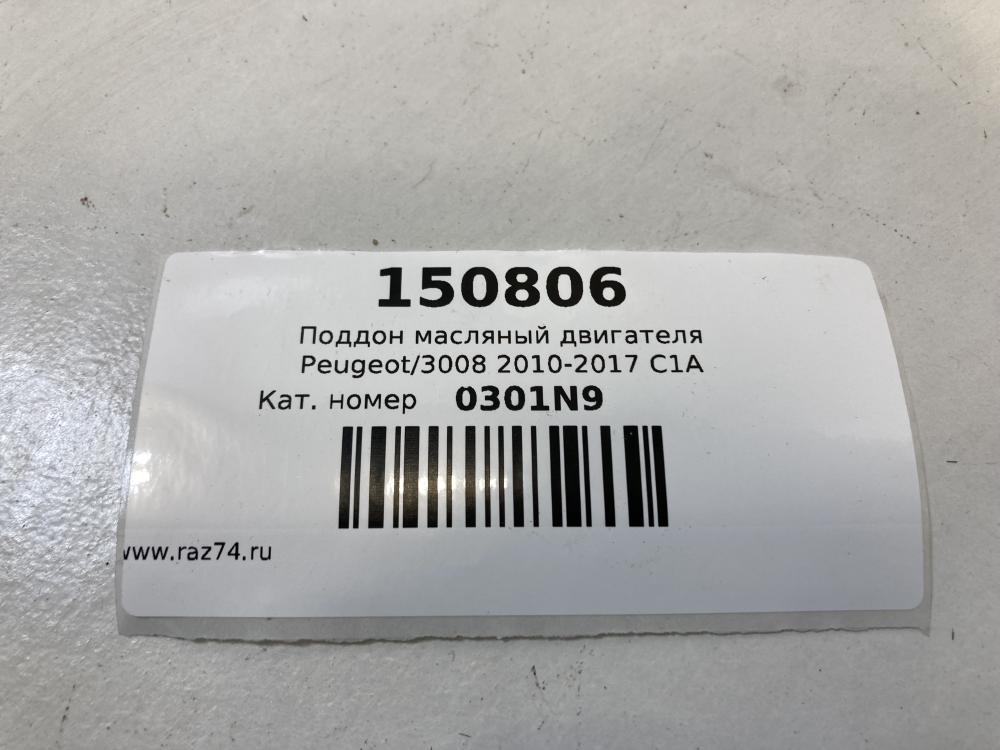 150806
Поддон масляный двигателя
Peugeot/3008 2010-2017 C1A
Кат. номер 0301N9
www.raz74.ru